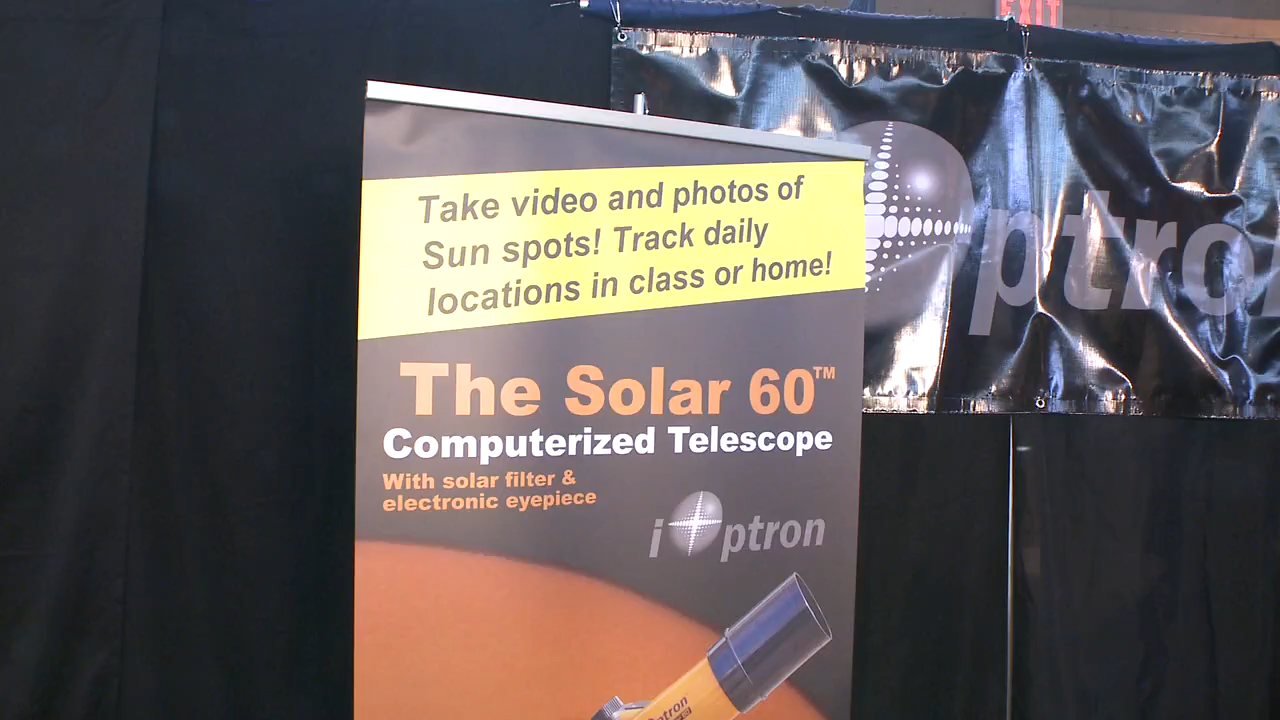 EXIT
Take video and photos of
Sun spots! Track daily
locations in class or home!
The Solar 60™
Computerized Telescope
With solar filter &
electronic eyepiece
iOptron
ptro